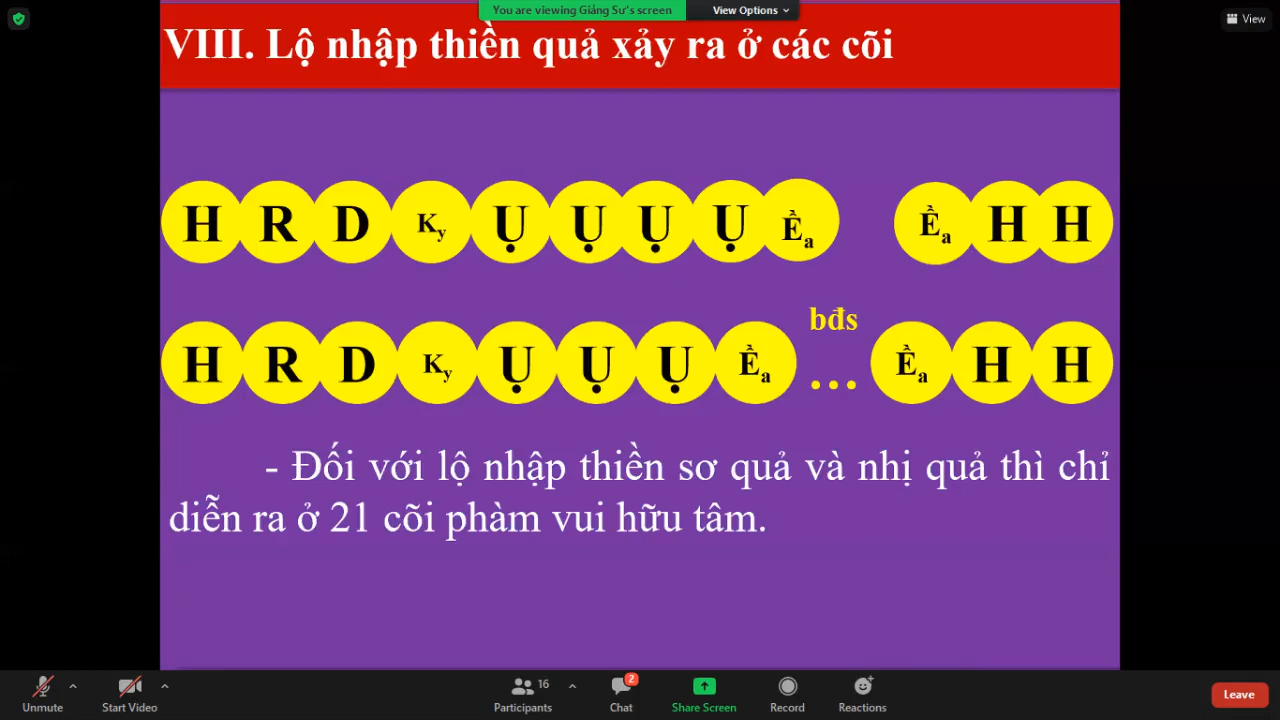 You are viewing Giảng Sư's screen
View Options
View
VIII. Lộ nhập thiền quả xảy ra ở các cõi
H R D Ky Ụ Ụ Ụ Ụ Ềa Ềa H H
bđs
H R D Ky Ụ Ụ Ụ Ềa ... Ềa H H
- Đối với lộ nhập thiền sơ quả và nhị quả thì chỉ
diễn ra ở 21 cõi phàm vui hữu tâm.
16
2
Unmute Start Video Participants Chat Share Screen Record Reactions Leave